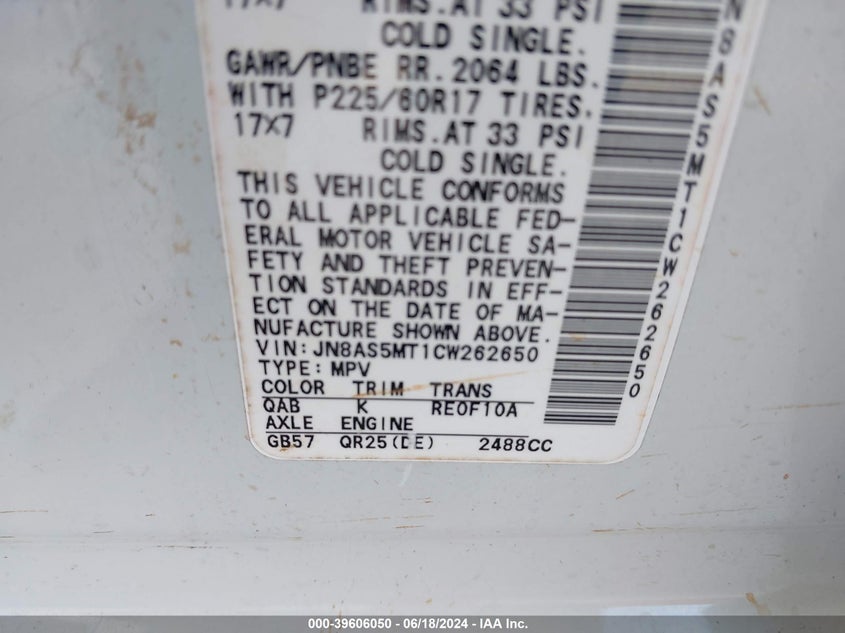 17X7 RIMS.AT 33 PSI
COLD SINGLE.
GAWR/PNBE RR.2064 LBS.
WITH P225/60R17 TIRES.
17X7 RIMS.AT 33 PSI
COLD SINGLE.
THIS VEHICLE CONFORMS
TO ALL APPLICABLE FED-
ERAL MOTOR VEHICLE SA-
FETY AND THEFT PREVEN-
TION STANDARDS IN EFF-
ECT ON THE DATE OF MA-
NUFACTURE SHOWN ABOVE.
VIN:JN8AS5MT1CW262650
TYPE:MPV
COLOR TRIM TRANS
QAB K RE0F10A
AXLE ENGINE
GB57 QR25(DE) 2488CC
N8AS5MT1CW262650
000-39606050 - 06/18/2024 - IAA Inc.